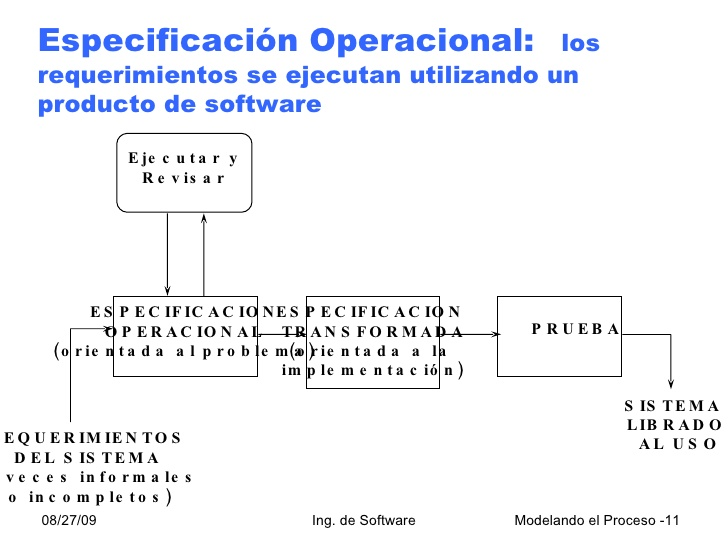 Especificación Operacional: los
requerimientos se ejecutan utilizando un
producto de software
Ejecutar y
Revisar
ESPECIFICACION
OPERACIONAL
(orientada al problema)
ESPECIFICACION
TRANSFORMADA
(orientada a la
implementación)
PRUEBA
SISTEMA
LIBRADO
AL USO
EQUERIMIENTOS
DEL SISTEMA
veces informales
o incompletos)
08/27/09
Ing. de Software
Modelando el Proceso -11